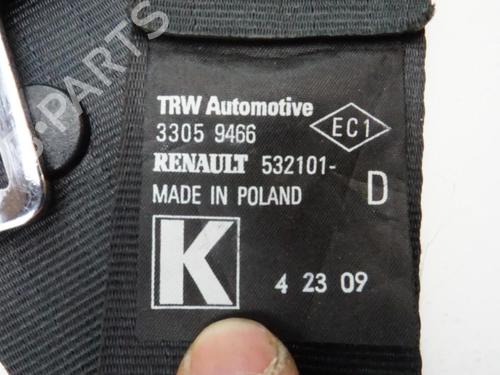 TRW Automotive
3305 9466
EC1
RENAULT 532101-
D
MADE IN POLAND
K
4 23 09
PARTS